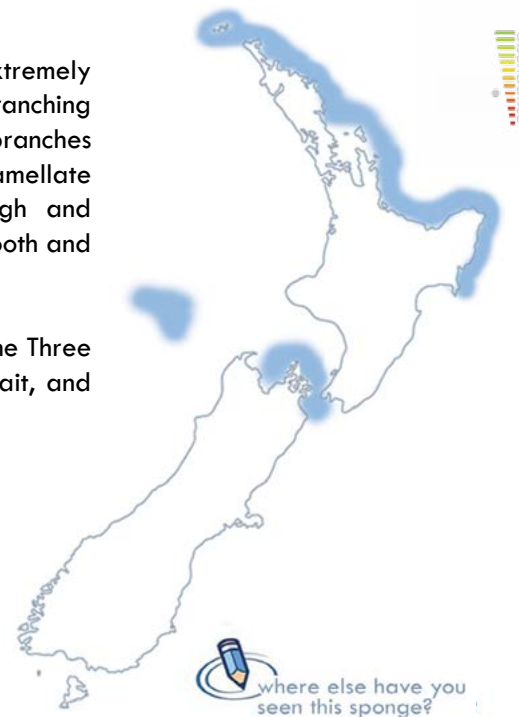 xtremely
ranching
branches
amellate
gh and
ooth and
he Three
ait, and
where else have you
seen this sponge?